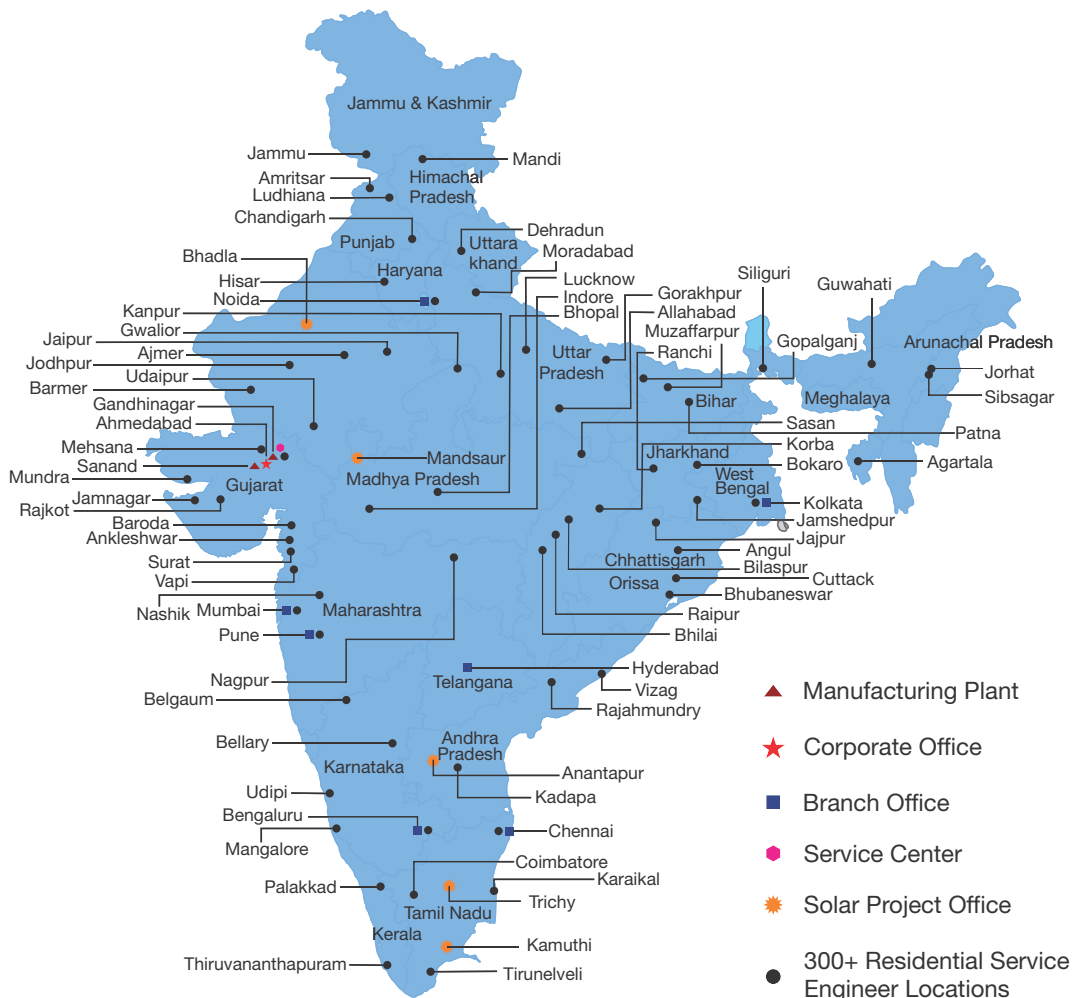 Jammu & Kashmir
Jammu
Mandi
Amritsar
Himachal
Pradesh
Ludhiana
Chandigarh
Dehradun
Punjab
Uttara
khand
Moradabad
Bhadla
Haryana
Lucknow
Siliguri
Guwahati
Hisar
Indore
Gorakhpur
Noida
Bhopal
Allahabad
Kanpur
Muzaffarpur
Gwalior
Gopalganj
Jaipur
Ranchi
Arunachal Pradesh
Ajmer
Uttar
Pradesh
Jodhpur
Jorhat
Udaipur
Barmer
Meghalaya
Sibsagar
Gandhinagar
Bihar
Ahmedabad
Sasan
Patna
Mehsana
Korba
Sanand
Mandsaur
Jharkhand
Bokaro
Agartala
Mundra
Gujarat
Madhya Pradesh
West
Bengal
Jamnagar
Kolkata
Rajkot
Jamshedpur
Baroda
Jajpur
Ankleshwar
Angul
Surat
Chhattisgarh
Bilaspur
Vapi
Orissa
Cuttack
Nashik
Mumbai
Maharashtra
Bhubaneswar
Raipur
Pune
Bhilai
Hyderabad
Nagpur
Telangana
Vizag
Belgaum
Rajahmundry
Bellary
Andhra
Pradesh
Karnataka
Anantapur
Udipi
Kadapa
Bengaluru
Chennai
Mangalore
Coimbatore
Palakkad
Karaikal
Trichy
Tamil Nadu
Kerala
Kamuthi
Thiruvananthapuram
Tirunelveli
Manufacturing Plant
Corporate Office
Branch Office
Service Center
Solar Project Office
300+ Residential Service
Engineer Locations